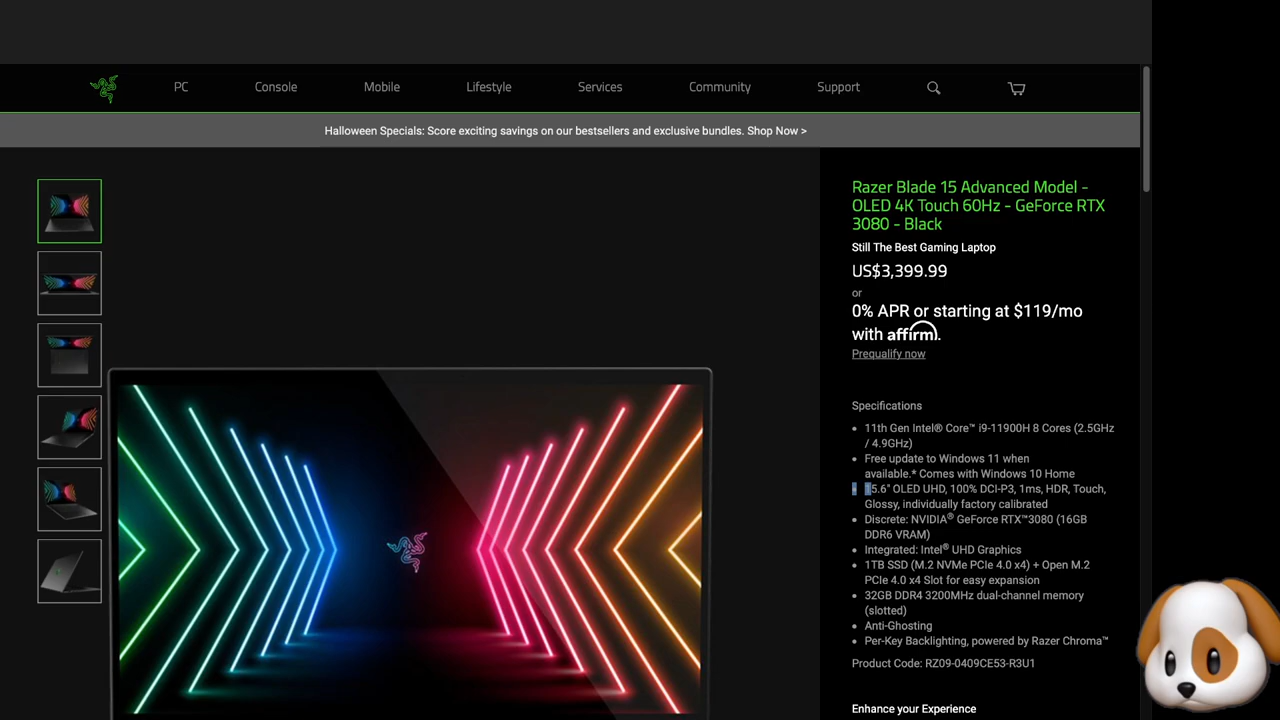 PC Console Mobile Lifestyle Services Community Support
Halloween Specials: Score exciting savings on our bestsellers and exclusive bundles. Shop Now >
Razer Blade 15 Advanced Model -
OLED 4K Touch 60Hz - GeForce RTX
3080 - Black
Still The Best Gaming Laptop
US$3,399.99
or
0% APR or starting at $119/mo
with affirm.
Prequalify now
Specifications
• 11th Gen Intel® Core™ i9-11900H 8 Cores (2.5GHz
/ 4.9GHz)
• Free update to Windows 11 when
available.* Comes with Windows 10 Home
• 15.6" OLED UHD, 100% DCI-P3, 1ms, HDR, Touch,
Glossy, individually factory calibrated
• Discrete: NVIDIA® GeForce RTX™3080 (16GB
DDR6 VRAM)
• Integrated: Intel® UHD Graphics
• 1TB SSD (M.2 NVMe PCIe 4.0 x4) + Open M.2
PCIe 4.0 x4 Slot for easy expansion
• 32GB DDR4 3200MHz dual-channel memory
(slotted)
• Anti-Ghosting
• Per-Key Backlighting, powered by Razer Chroma™
Product Code: RZ09-0409CE53-R3U1
Enhance your Experience